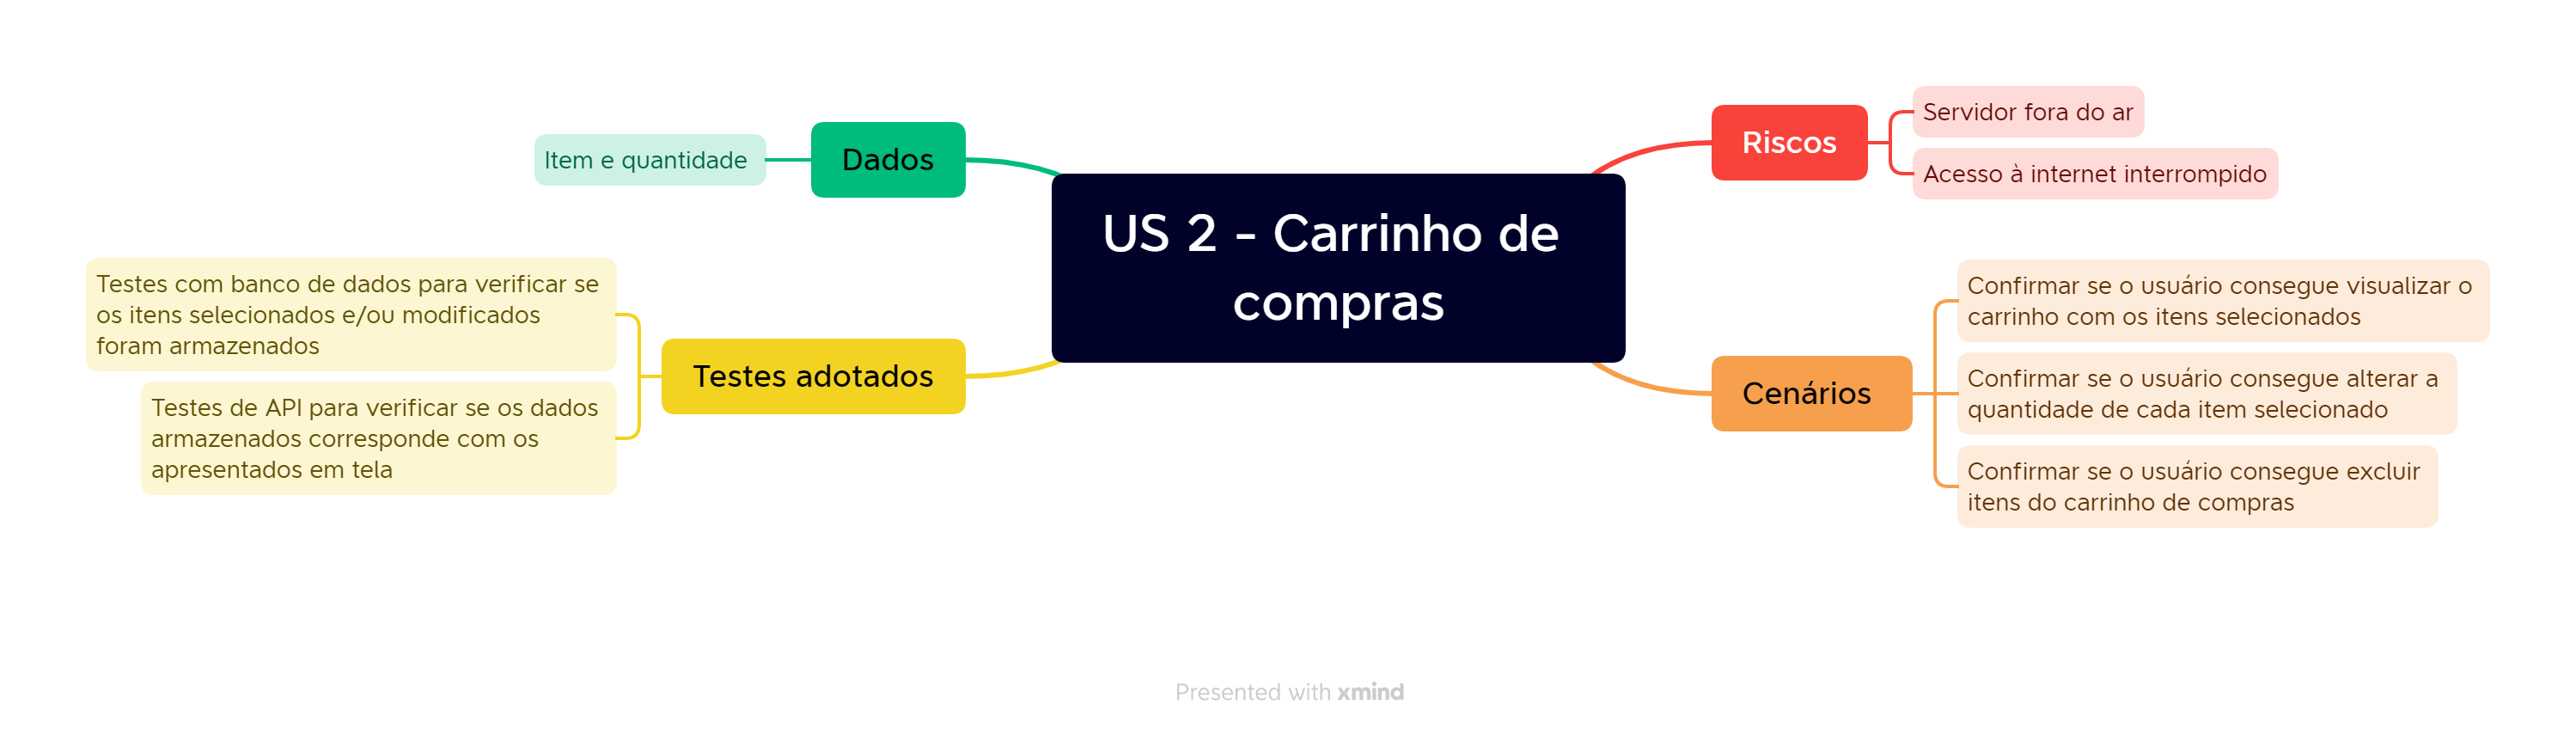 US 2 - Carrinho de
compras
Riscos
Servidor fora do ar
Acesso à internet interrompido
Cenários
Confirmar se o usuário consegue visualizar o
carrinho com os itens selecionados
Confirmar se o usuário consegue alterar a
quantidade de cada item selecionado
Confirmar se o usuário consegue excluir
itens do carrinho de compras
Dados
Item e quantidade
Testes adotados
Testes com banco de dados para verificar se
os itens selecionados e/ou modificados
foram armazenados
Testes de API para verificar se os dados
armazenados corresponde com os
apresentados em tela
Presented with xmind